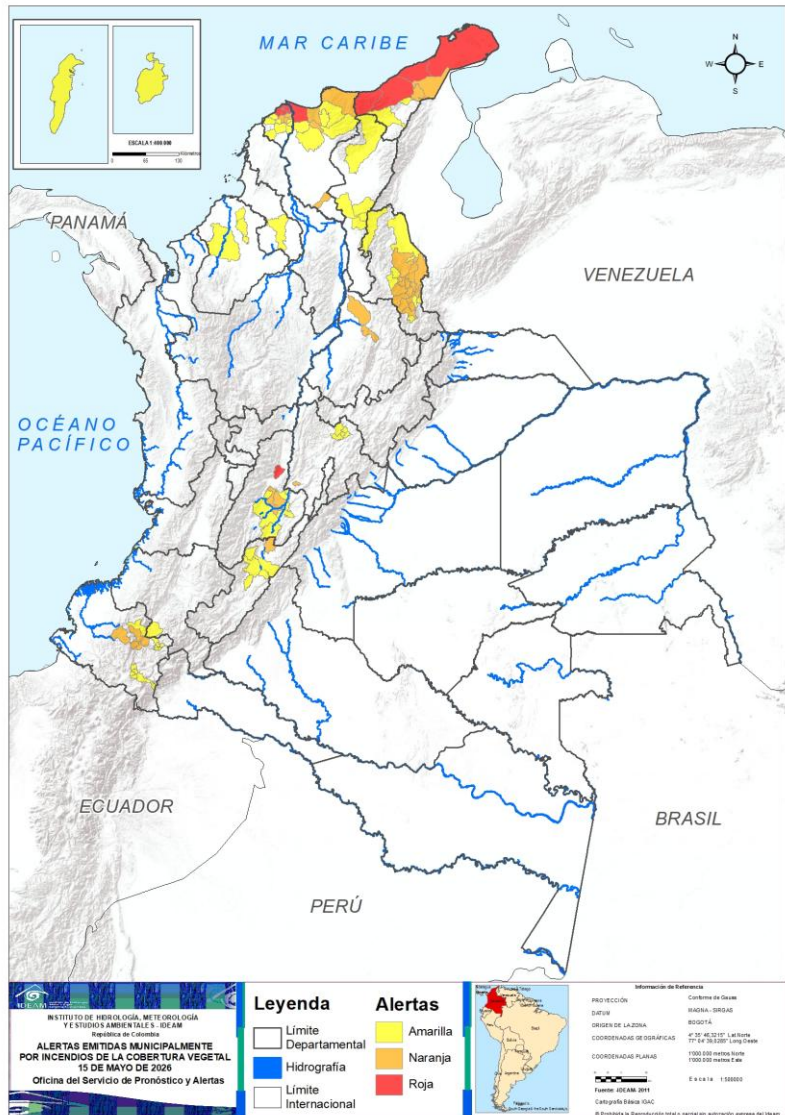 MAR CARIBE
N
W
E
S
ESCALA 1:400.000
PANAMÁ
VENEZUELA
OCÉANO
PACÍFICO
ECUADOR
BRASIL
PERÚ
IDEAM
INSTITUTO DE HIDROLOGÍA, METEOROLOGÍA
Y ESTUDIOS AMBIENTALES - IDEAM
República de Colombia
ALERTAS EMITIDAS MUNICIPALMENTE
POR INCENDIOS DE LA COBERTURA VEGETAL
15 DE MAYO DE 2026
Oficina del Servicio de Pronóstico y Alertas
Leyenda
Límite
Departamental
Hidrografía
Límite
Internacional
Alertas
Amarilla
Naranja
Roja
Información de Referencia
PROYECCIÓN
Conforme de Gauss
DATUM
MAGNA - SIRGAS
ORIGEN DE LA ZONA
BOGOTÁ
COORDENADAS GEOGRÁFICAS
COORDENADAS PLANAS
1'000.000 metros Norte
1'000.000 metros Este
Fuente: IDEAM 2011
Cartografía Básica IGAC